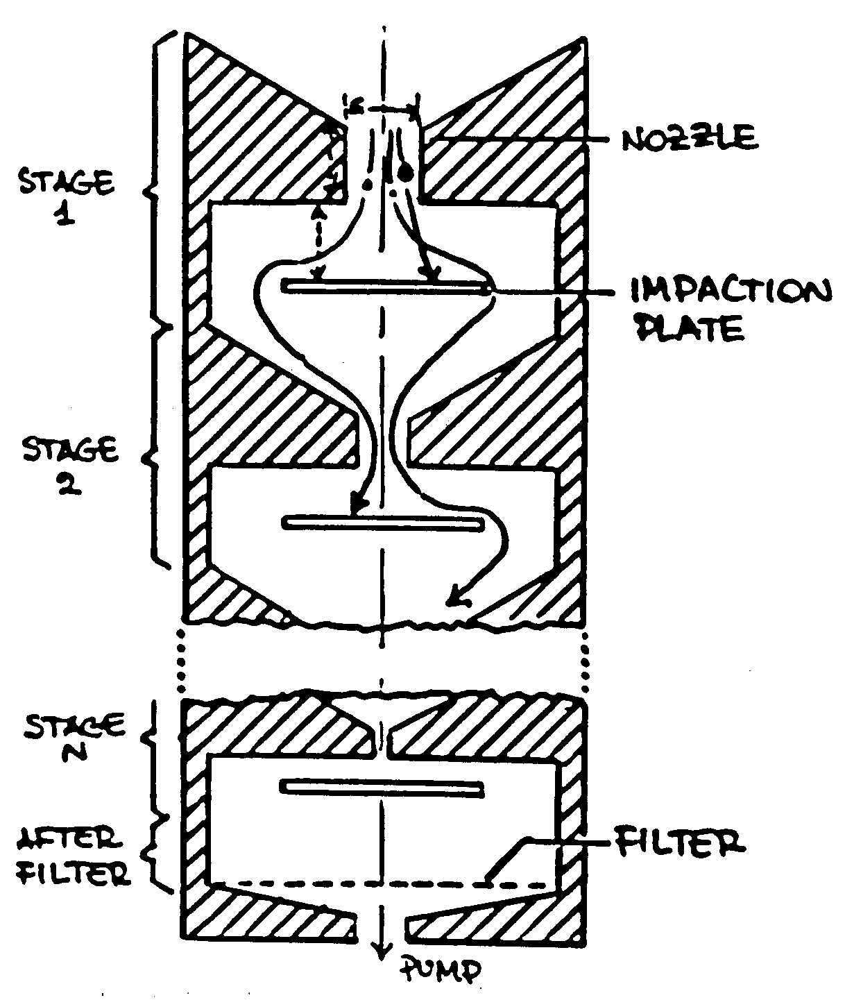 NOZZLE
STAGE
1
IMPACTION
PLATE
STAGE
2
STAGE
N
AFTER
FILTER
FILTER
PUMP